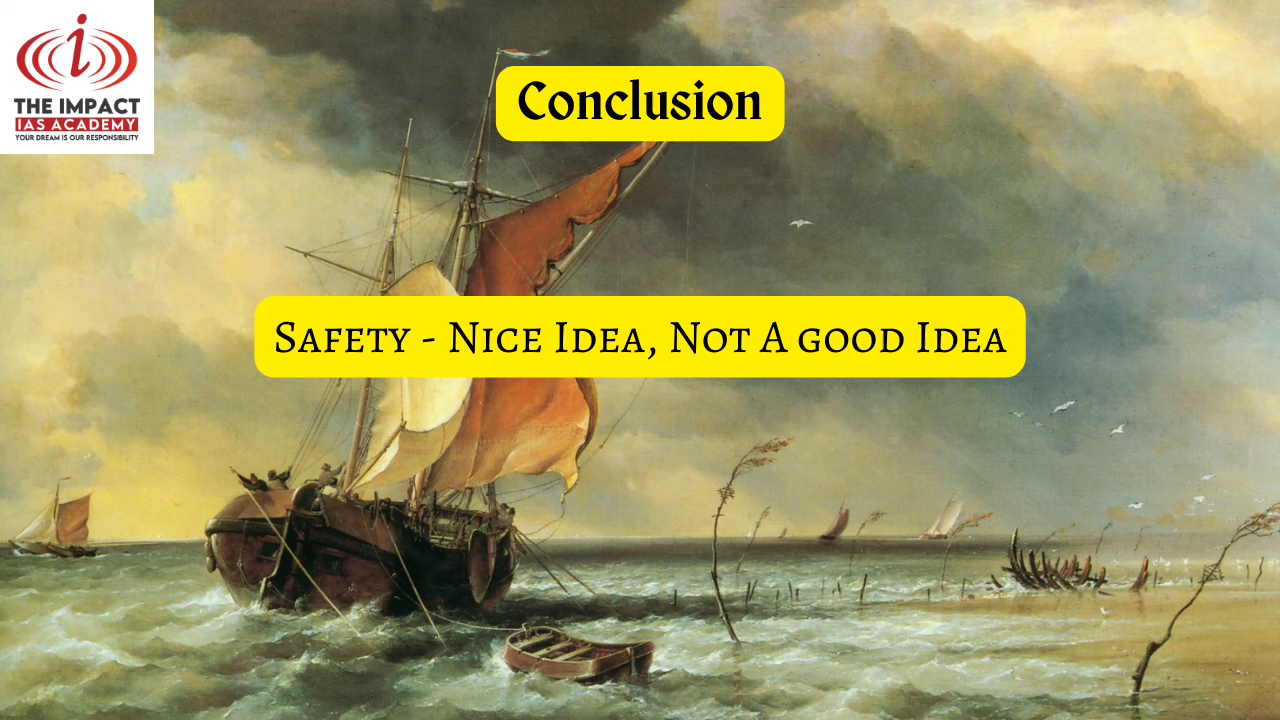 i
THE IMPACT
IAS ACADEMY
YOUR DREAM IS OUR RESPONSIBILITY
Conclusion
Safety - Nice Idea, Not A good Idea